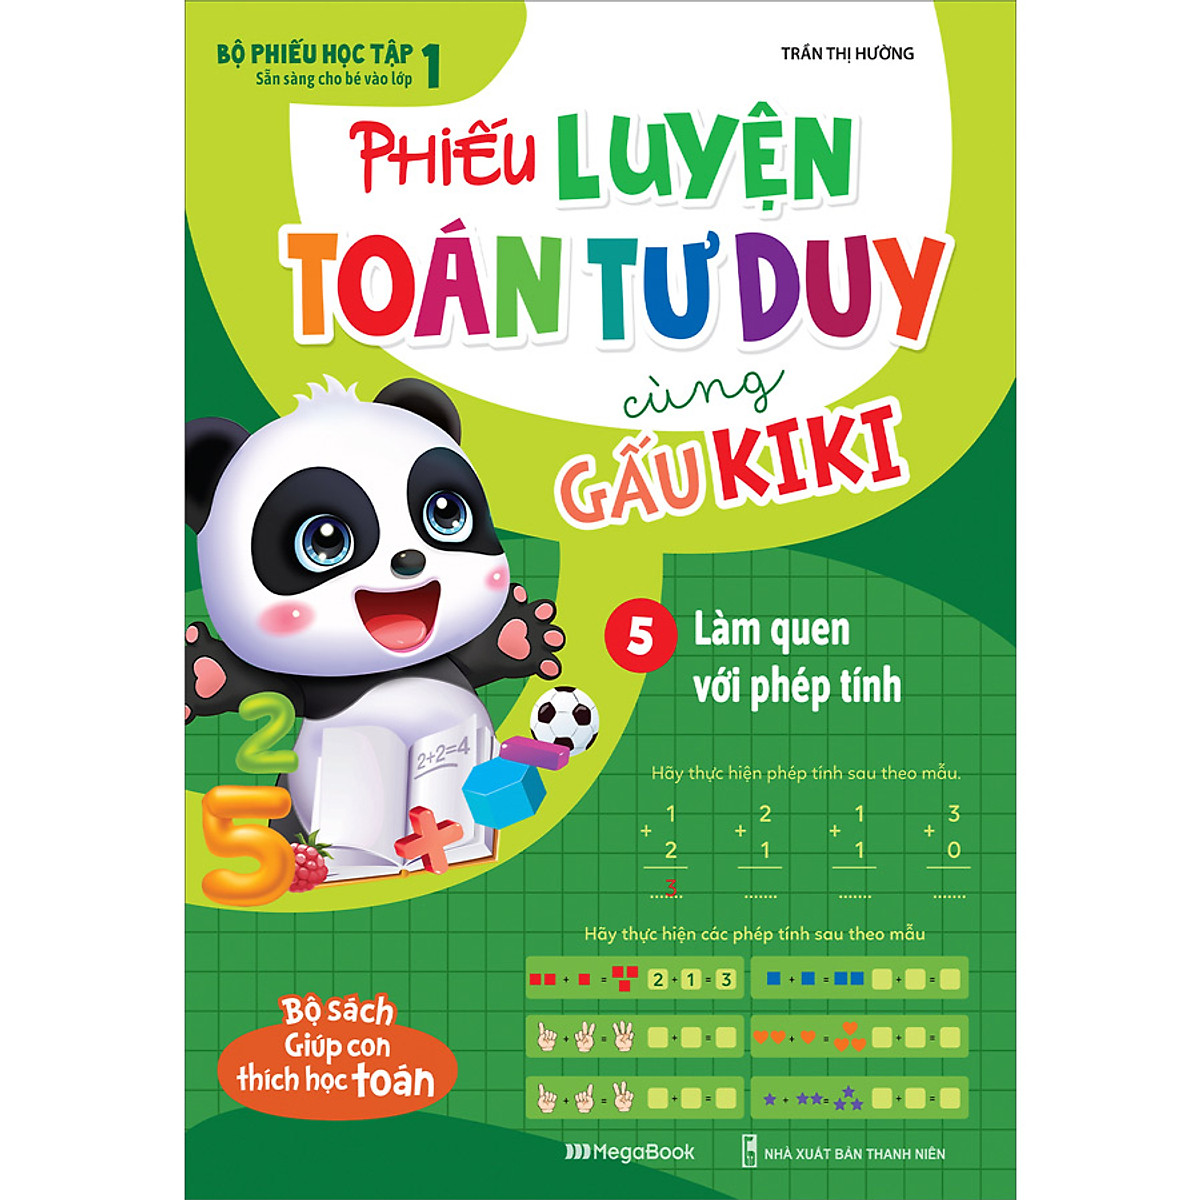 BỘ PHIẾU HỌC TẬP 1
Sẵn sàng cho bé vào lớp
TRẦN THỊ HƯỜNG
PHIẾU LUYỆN
TOÁN TƯ DUY
cùng
GẤU KIKI
5 Làm quen
với phép tính
2
5
2+2=4
Hãy thực hiện phép tính sau theo mẫu.
1 2 1 3
+ + + +
2 1 1 0
3 ....... ....... .......
Hãy thực hiện các phép tính sau theo mẫu
+ = 2 + 1 = 3 + = + =
+ = + = + = + =
+ = + = + = + =
Bộ sách
Giúp con
thích học toán
MegaBook NHÀ XUẤT BẢN THANH NIÊN